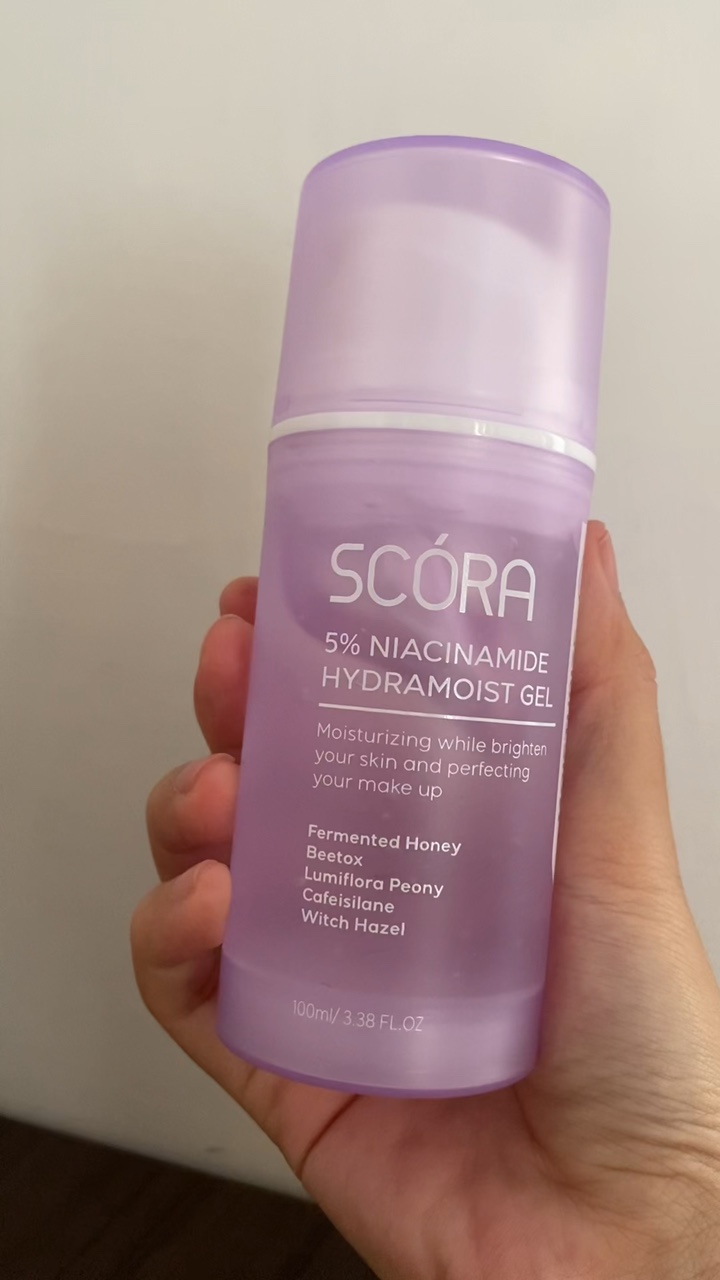 SCÓRA
5% NIACINAMIDE
HYDRAMOIST GEL
Moisturizing while brighten
your skin and perfecting
your make up
Fermented Honey
Beetox
Lumiflora Peony
Cafeisilane
Witch Hazel
100ml/ 3.38 FL.OZ